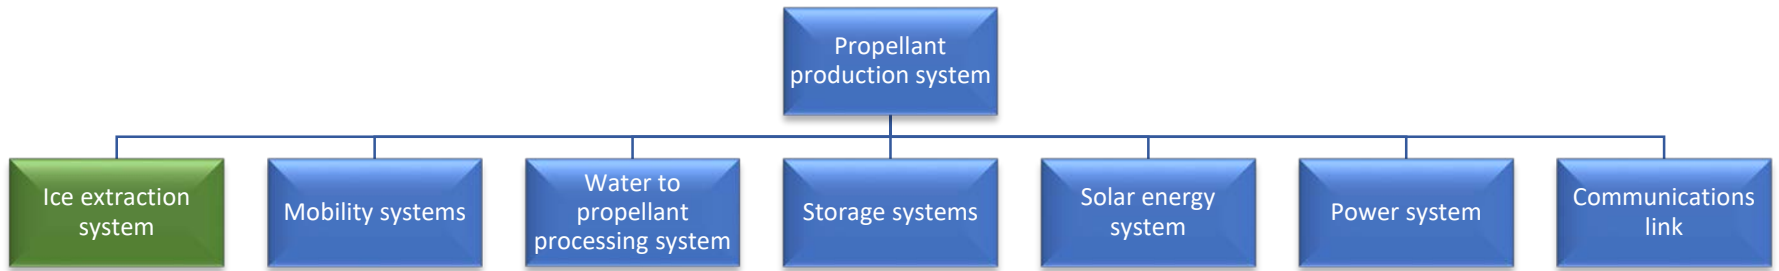 Propellant
production system
Ice extraction
system
Mobility systems
Water to
propellant
processing system
Storage systems
Solar energy
system
Power system
Communications
link